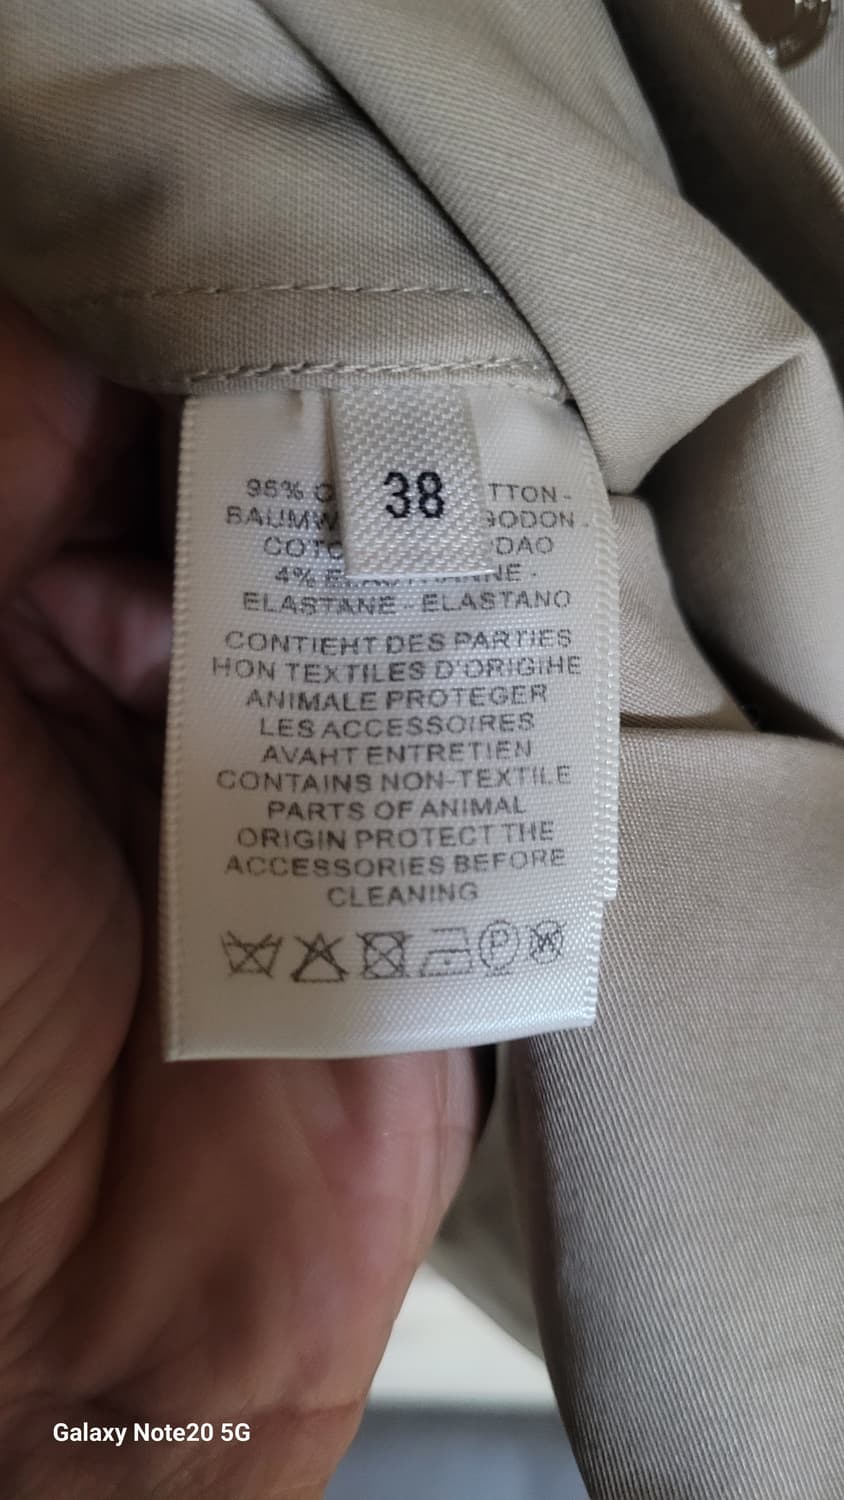 38
96% C TTON -
BAUMW GODON -
COTO DAO
4% E NE -
ELASTANE - ELASTANO
CONTIEHT DES PARTIES
HON TEXTILES D'ORIGIHE
ANIMALE PROTEGER
LES ACCESSOIRES
AVAHT ENTRETIEN
CONTAINS NON-TEXTILE
PARTS OF ANIMAL
ORIGIN PROTECT THE
ACCESSORIES BEFORE
CLEANING
P W
Galaxy Note20 5G